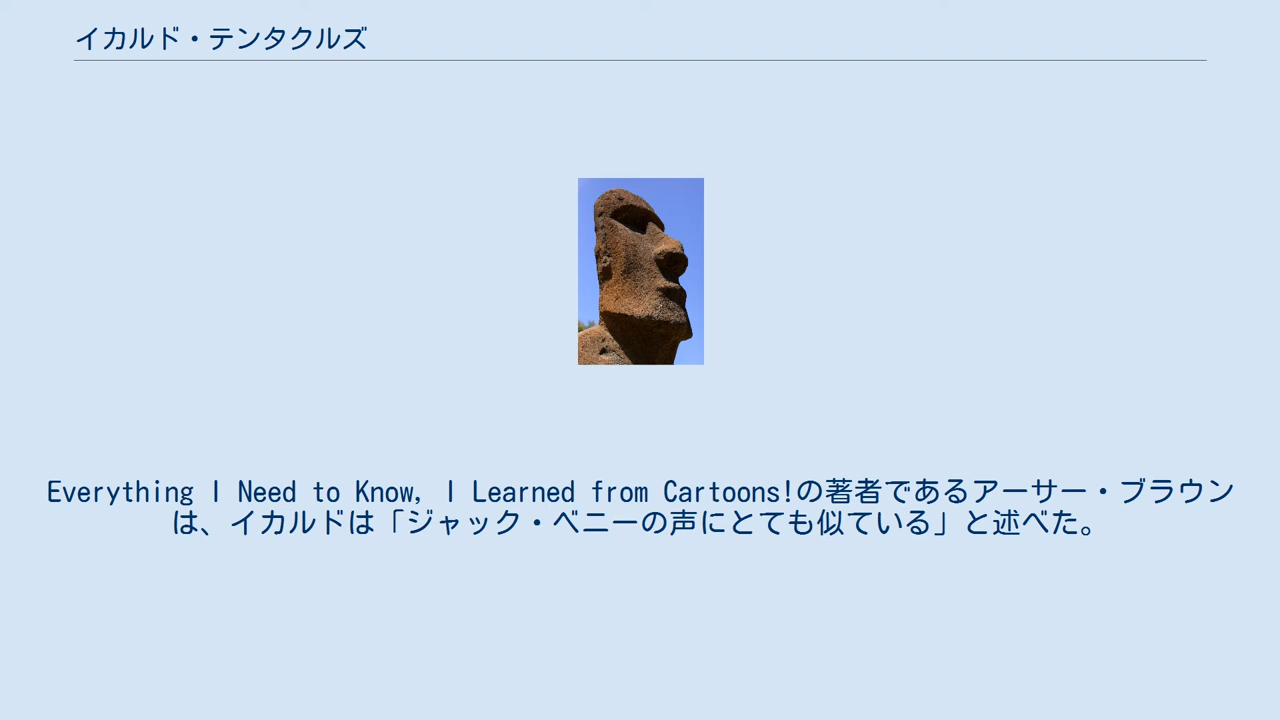 イカルド・テンタクルズ
Everything I Need to Know, I Learned from Cartoons!の著者であるアーサー・ブラウン
は、イカルドは「ジャック・ベニーの声にとても似ている」と述べた。